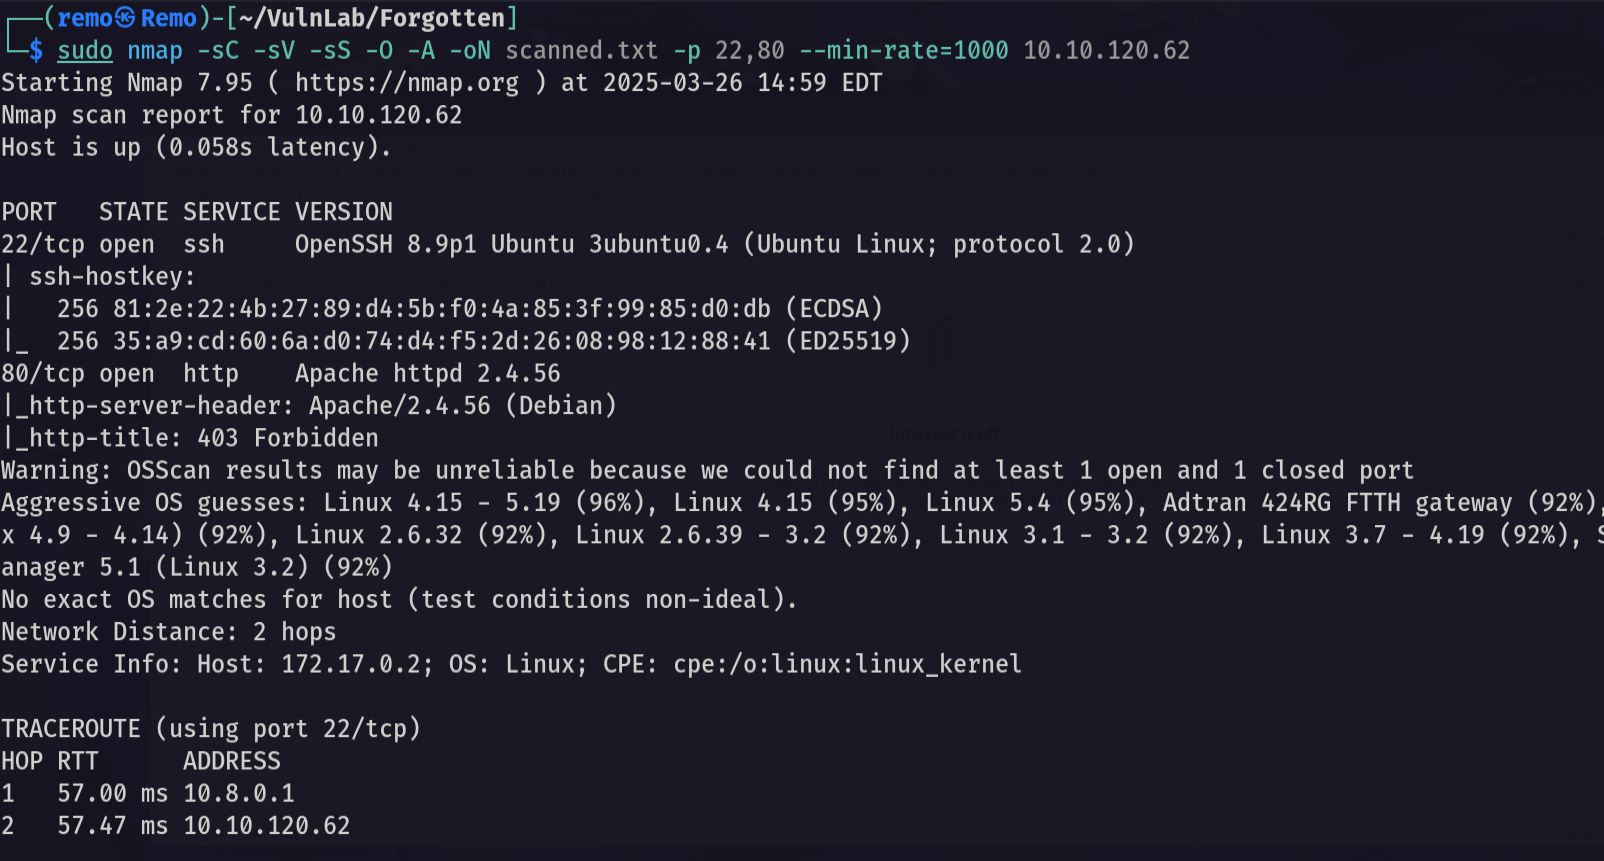 ┌──(remo㉿Remo)-[~/VulnLab/Forgotten]
└─$ sudo nmap -sC -sV -sS -O -A -oN scanned.txt -p 22,80 --min-rate=1000 10.10.120.62
Starting Nmap 7.95 ( https://nmap.org ) at 2025-03-26 14:59 EDT
Nmap scan report for 10.10.120.62
Host is up (0.058s latency).

PORT   STATE SERVICE VERSION
22/tcp open  ssh     OpenSSH 8.9p1 Ubuntu 3ubuntu0.4 (Ubuntu Linux; protocol 2.0)
| ssh-hostkey:
|   256 81:2e:22:4b:27:89:d4:5b:f0:4a:85:3f:99:85:d0:db (ECDSA)
|_  256 35:a9:cd:60:6a:d0:74:d4:f5:2d:26:08:98:12:88:41 (ED25519)
80/tcp open  http    Apache httpd 2.4.56
|_http-server-header: Apache/2.4.56 (Debian)
|_http-title: 403 Forbidden
Warning: OSScan results may be unreliable because we could not find at least 1 open and 1 closed port
Aggressive OS guesses: Linux 4.15 - 5.19 (96%), Linux 4.15 (95%), Linux 5.4 (95%), Adtran 424RG FTTH gateway (92%),
x 4.9 - 4.14) (92%), Linux 2.6.32 (92%), Linux 2.6.39 - 3.2 (92%), Linux 3.1 - 3.2 (92%), Linux 3.7 - 4.19 (92%), S
anager 5.1 (Linux 3.2) (92%)
No exact OS matches for host (test conditions non-ideal).
Network Distance: 2 hops
Service Info: Host: 172.17.0.2; OS: Linux; CPE: cpe:/o:linux:linux_kernel

TRACEROUTE (using port 22/tcp)
HOP RTT      ADDRESS
1   57.00 ms 10.8.0.1
2   57.47 ms 10.10.120.62
Intercept is off